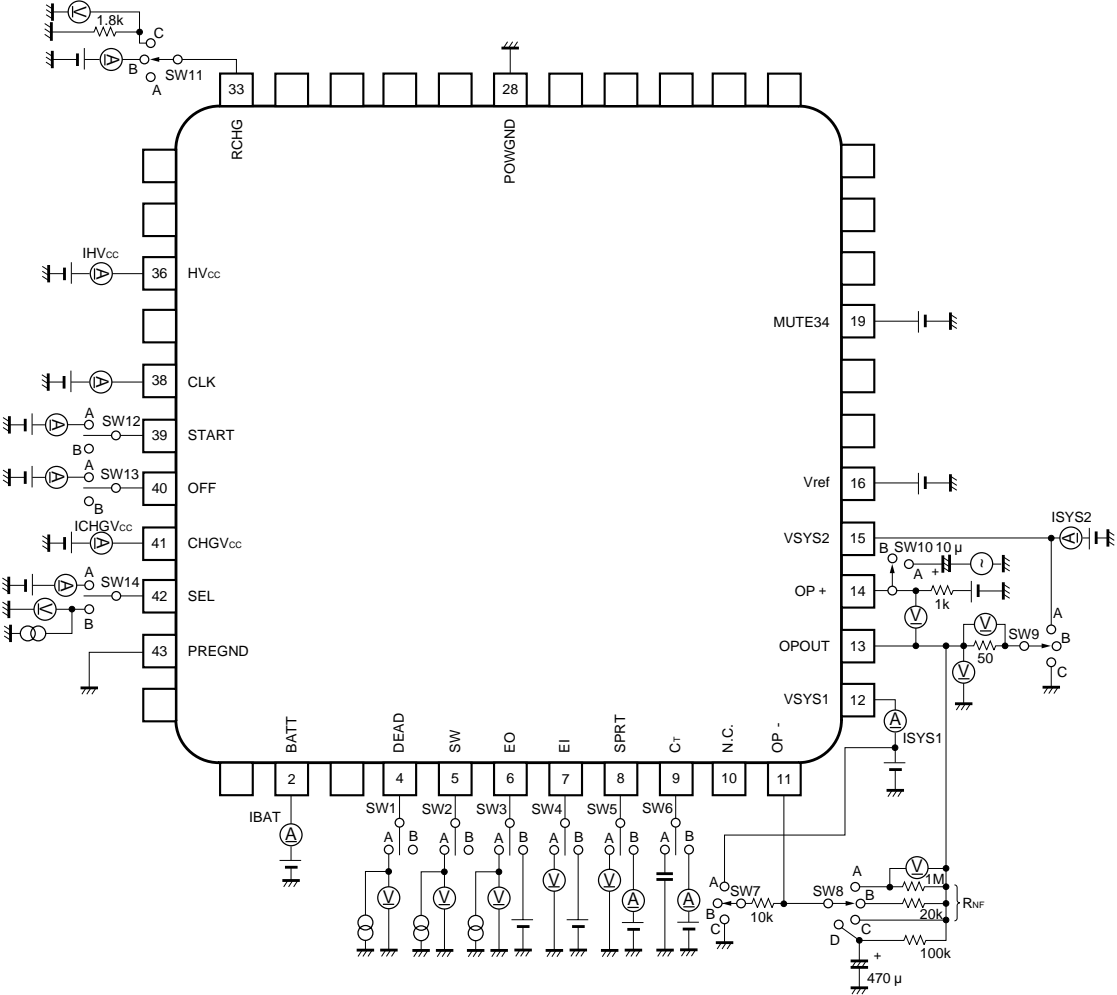 V
1.8k
C
A
B
SW11
A
33
28
RCHG
POWGND
IHVcc
A
36
HVcc
MUTE34
19
A
38
CLK
A
A
SW12
B
39
START
A
A
SW13
B
40
OFF
Vref
16
ICHGVcc
A
41
CHGVcc
VSYS2
15
ISYS2
A
B
SW10
10 μ
A
+
~
A
A
SW14
B
V
42
SEL
OP +
14
1k
V
V
SW9
A
B
C
43
PREGND
OPOUT
13
50
V
VSYS1
12
A
ISYS1
BATT
DEAD
SW
EO
EI
SPRT
CT
N.C.
OP -
2
4
5
6
7
8
9
10
11
IBAT
A
SW1
SW2
SW3
SW4
SW5
SW6
A
B
A
B
A
B
A
B
A
B
A
B
V
V
V
V
V
A
A
A
SW7
B
C
10k
SW8
A
B
C
D
V
1M
20k
RNF
100k
+
470 μ